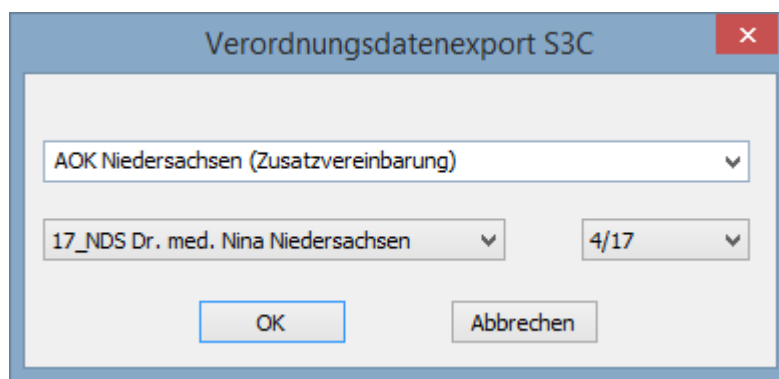 Verordnungsdatenexport S3C
AOK Niedersachsen (Zusatzvereinbarung)
17_NDS Dr. med. Nina Niedersachsen 4/17
OK Abbrechen